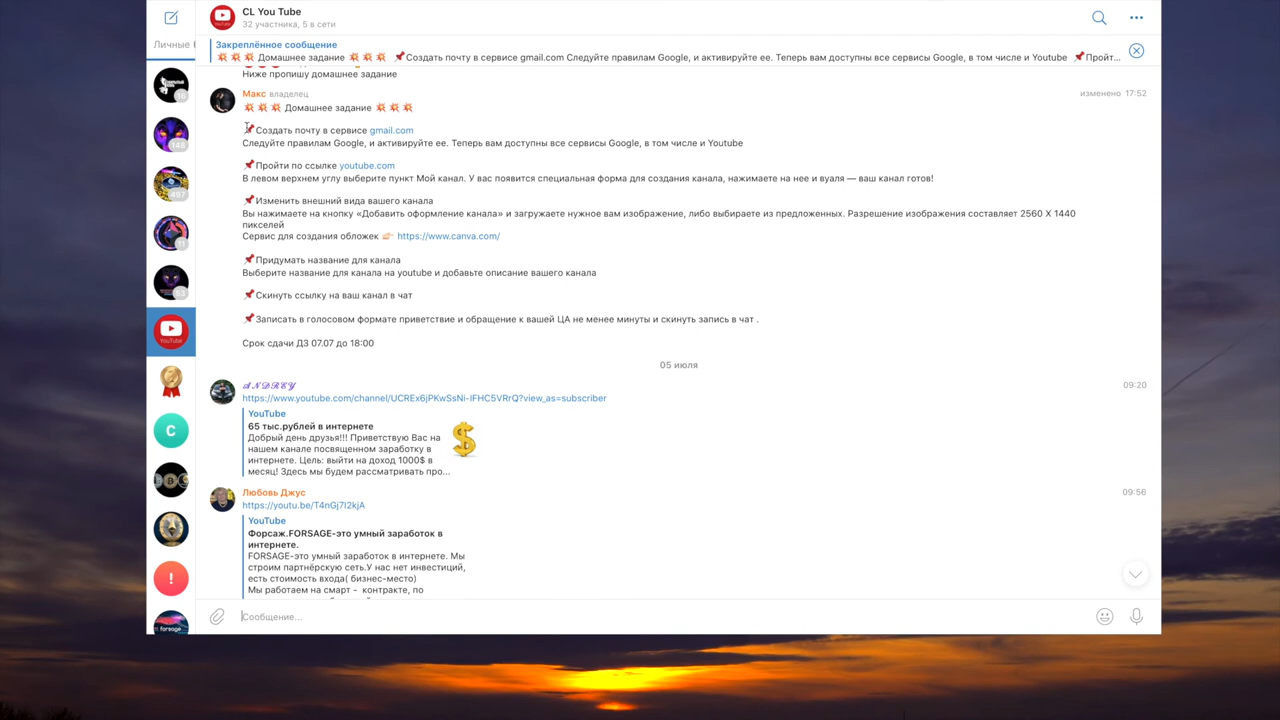 CL You Tube
32 участника, 5 в сети
Личные
Закреплённое сообщение
💥💥💥 Домашнее задание 💥💥💥 📌Создать почту в сервисе gmail.com Следуйте правилам Google, и активируйте ее. Теперь вам доступны все сервисы Google, в том числе и Youtube 📌Пройт...
Ниже пропишу домашнее задание
Макс владелец
изменено 17:52
💥💥💥 Домашнее задание 💥💥💥
📌Создать почту в сервисе gmail.com
Следуйте правилам Google, и активируйте ее. Теперь вам доступны все сервисы Google, в том числе и Youtube
📌Пройти по ссылке youtube.com
В левом верхнем углу выберите пункт Мой канал. У вас появится специальная форма для создания канала, нажимаете на нее и вуаля — ваш канал готов!
📌Изменить внешний вида вашего канала
Вы нажимаете на кнопку «Добавить оформление канала» и загружаете нужное вам изображение, либо выбираете из предложенных. Разрешение изображения составляет 2560 X 1440
пикселей
Сервис для создания обложек 👉🏻 https://www.canva.com/
📌Придумать название для канала
Выберите название для канала на youtube и добавьте описание вашего канала
📌Скинуть ссылку на ваш канал в чат
📌Записать в голосовом формате приветствие и обращение к вашей ЦА не менее минуты и скинуть запись в чат .
Срок сдачи ДЗ 07.07 до 18:00
05 июля
𝒜𝒩𝒟𝑅𝐸𝒴
09:20
https://www.youtube.com/channel/UCREx6jPKwSsNi-IFHC5VRrQ?view_as=subscriber
YouTube
65 тыс.рублей в интернете
Добрый день друзья!!! Приветствую Вас на
нашем канале посвященном заработку в
интернете. Цель: выйти на доход 1000$ в
месяц! Здесь мы будем рассматривать про...
Любовь Джус
09:56
https://youtu.be/T4nGj7I2kjA
YouTube
Форсаж.FORSAGE-это умный заработок в
интернете.
FORSAGE-это умный заработок в интернете. Мы
строим партнёрскую сеть.У нас нет инвестиций,
есть стоимость входа( бизнес-место)
Мы работаем на смарт - контракте, по
Сообщение...
YouTube
148
497
11
63
C
!
forsage